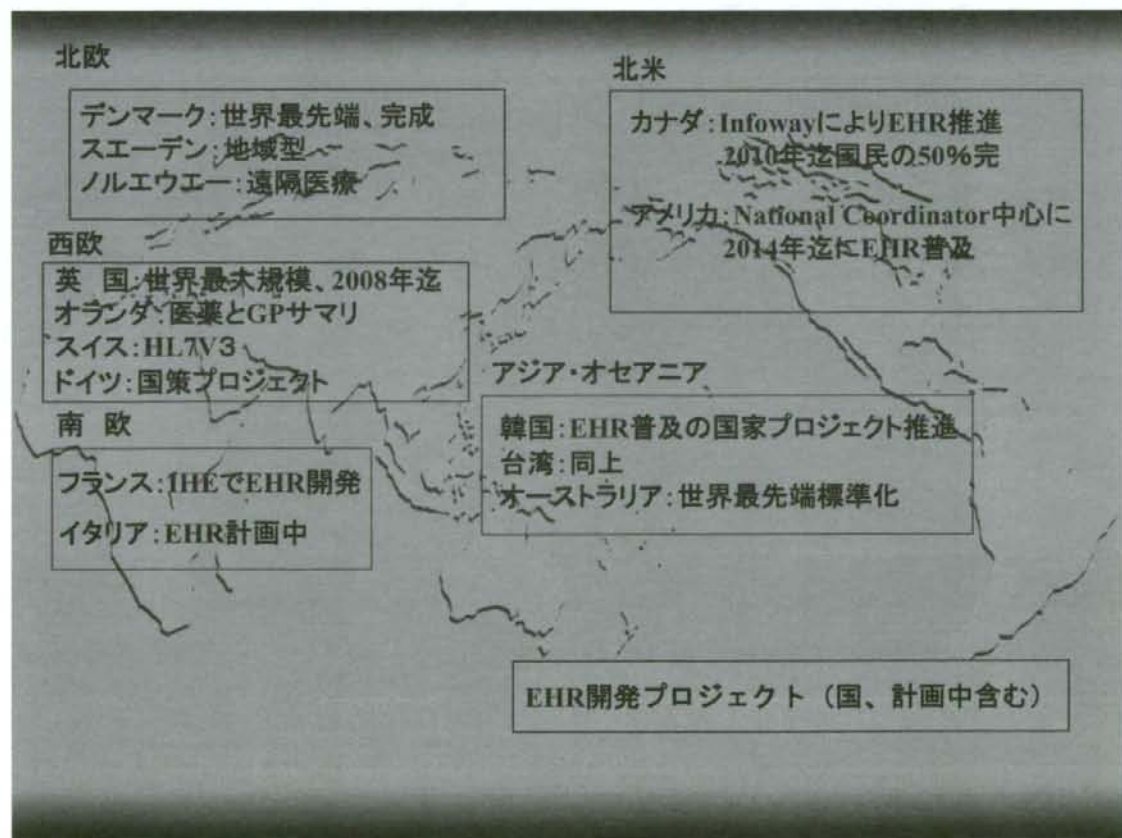 北欧
デンマーク：世界最先端、完成
スエーデン：地域型
ノルエウエー：遠隔医療
西欧
英　国：世界最大規模、2008年迄
オランダ：医薬とGPサマリ
スイス：HL7V３
ドイツ：国策プロジェクト
南　欧
フランス：IHEでEHR開発
イタリア：EHR計画中
北米
カナダ：InfowayによりEHR推進
2010年迄国民の50％完
アメリカ：National Coordinator中心に
2014年迄にEHR普及
アジア・オセアニア
韓国：EHR普及の国家プロジェクト推進
台湾：同上
オーストラリア：世界最先端標準化
EHR開発プロジェクト（国、計画中含む）